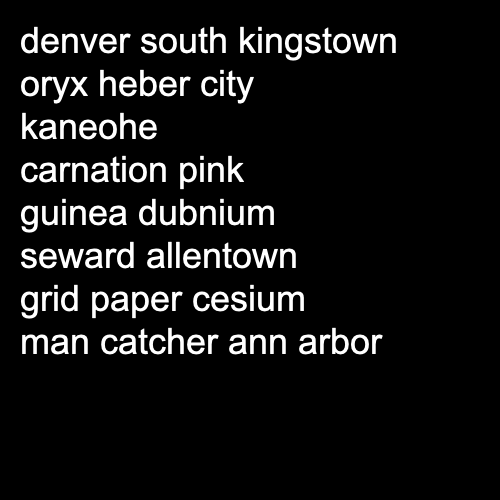 denver south kingstown
oryx heber city
kaneohe
carnation pink
guinea dubnium
seward allentown
grid paper cesium
man catcher ann arbor